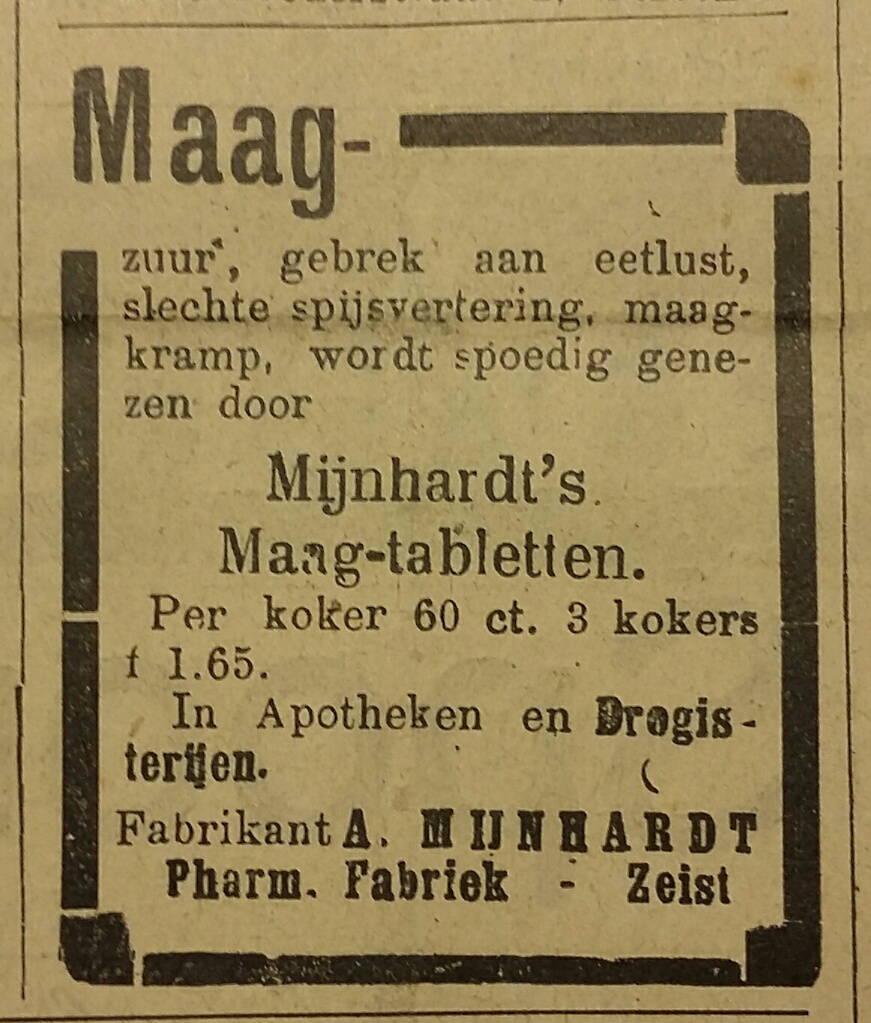 Maag-
zuur, gebrek aan eetlust,
slechte spijsvertering, maag-
kramp, wordt spoedig gene-
zen door
Mijnhardt's
Maag-tabletten.
Per koker 60 ct. 3 kokers
f 1.65.
In Apotheken en Drogis-
terijen.
Fabrikant A. MIJNHARDT
Pharm. Fabriek - Zeist